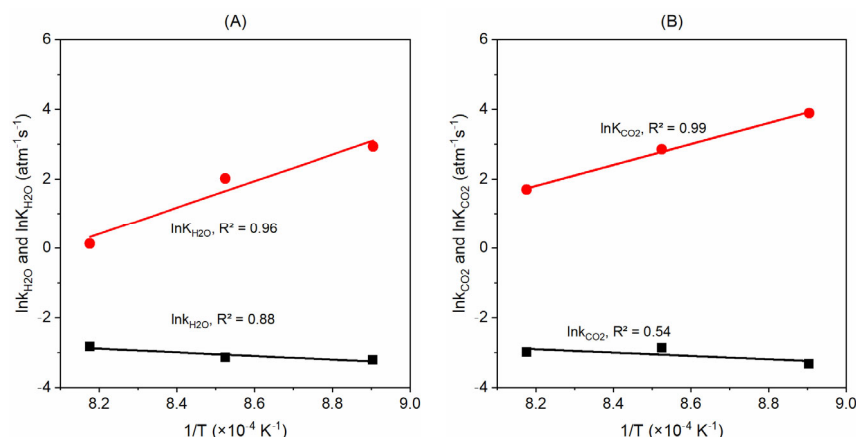 (A)
lnk_H2O and lnK_H2O (atm⁻¹s⁻¹)
6
4
2
0
-2
-4
lnK_H2O, R² = 0.96
lnk_H2O, R² = 0.88
8.2
8.4
8.6
8.8
9.0
1/T (×10⁻⁴ K⁻¹)
(B)
lnk_CO2 and lnK_CO2 (atm⁻¹s⁻¹)
6
4
2
0
-2
-4
lnK_CO2, R² = 0.99
lnk_CO2, R² = 0.54
8.2
8.4
8.6
8.8
9.0
1/T (×10⁻⁴ K⁻¹)